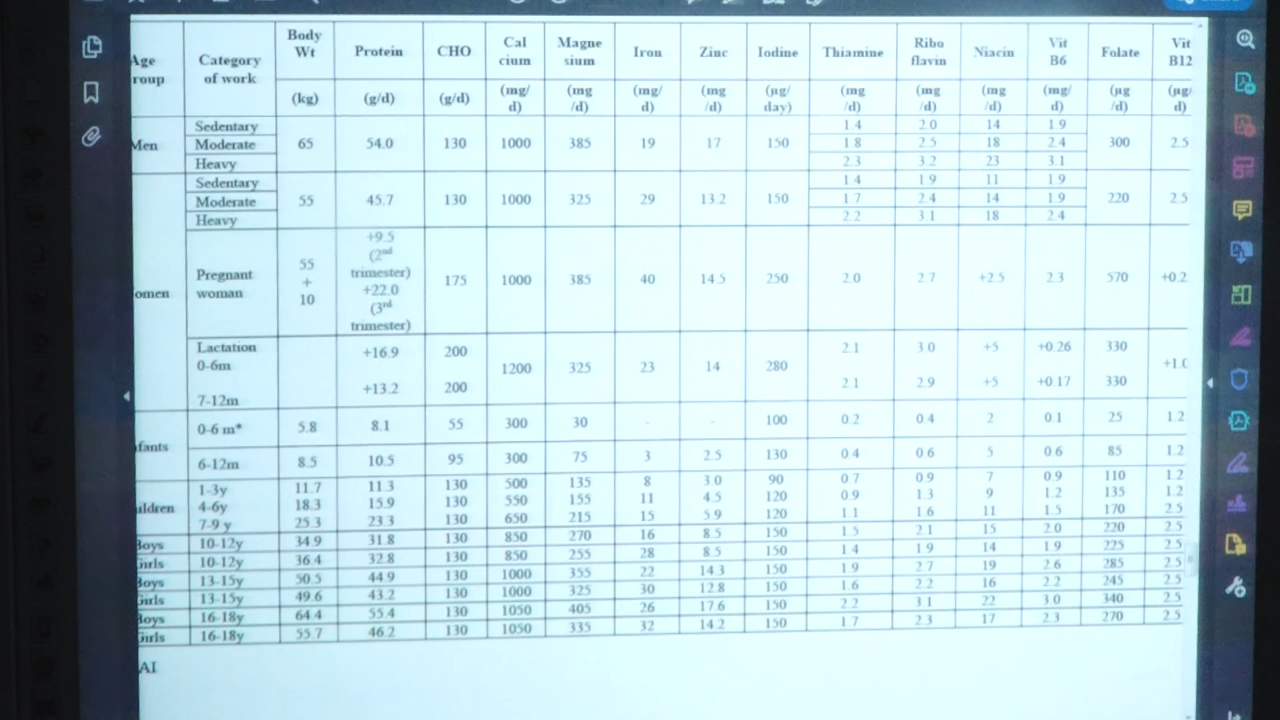 Age roup Category of work Body Wt Protein CHO Cal cium Magne sium Iron Zinc Iodine Thiamine Ribo flavin Niacin Vit B6 Folate Vit B12
(kg) (g/d) (g/d) (mg/ d) (mg /d) (mg/ d) (mg /d) (µg/ day) (mg /d) (mg /d) (mg /d) (mg/ d) (µg /d) (µg/ d)
Men Sedentary 65 54.0 130 1000 385 19 17 150 1.4 2.0 14 1.9 300 2.5
Moderate 1.8 2.5 18 2.4
Heavy 2.3 3.2 23 3.1
omen Sedentary 55 45.7 130 1000 325 29 13.2 150 1.4 1.9 11 1.9 220 2.5
Moderate 1.7 2.4 14 1.9
Heavy 2.2 3.1 18 2.4
Pregnant woman 55 + 10 +9.5 (2nd trimester) +22.0 (3rd trimester) 175 1000 385 40 14.5 250 2.0 2.7 +2.5 2.3 570 +0.2
Lactation 0-6m +16.9 200 1200 325 23 14 280 2.1 3.0 +5 +0.26 330 +1.0
7-12m +13.2 200 2.1 2.9 +5 +0.17 330
fants 0-6 m* 5.8 8.1 55 300 30 - - 100 0.2 0.4 2 0.1 25 1.2
6-12m 8.5 10.5 95 300 75 3 2.5 130 0.4 0.6 5 0.6 85 1.2
ildren 1-3y 11.7 11.3 130 500 135 8 3.0 90 0.7 0.9 7 0.9 110 1.2
4-6y 18.3 15.9 130 550 155 11 4.5 120 0.9 1.3 9 1.2 135 1.2
7-9 y 25.3 23.3 130 650 215 15 5.9 120 1.1 1.6 11 1.5 170 2.5
Boys 10-12y 34.9 31.8 130 850 270 16 8.5 150 1.5 2.1 15 2.0 220 2.5
Girls 10-12y 36.4 32.8 130 850 255 28 8.5 150 1.4 1.9 14 1.9 225 2.5
Boys 13-15y 50.5 44.9 130 1000 355 22 14.3 150 1.9 2.7 19 2.6 285 2.5
Girls 13-15y 49.6 43.2 130 1000 325 30 12.8 150 1.6 2.2 16 2.2 245 2.5
Boys 16-18y 64.4 55.4 130 1050 405 26 17.6 150 2.2 3.1 22 3.0 340 2.5
Girls 16-18y 55.7 46.2 130 1050 335 32 14.2 150 1.7 2.3 17 2.3 270 2.5
AI